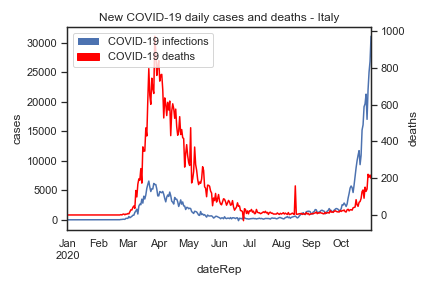 New COVID-19 daily cases and deaths - Italy
COVID-19 infections
COVID-19 deaths
30000
25000
20000
15000
10000
5000
0
cases
1000
800
600
400
200
0
deaths
Jan Feb Mar Apr May Jun Jul Aug Sep Oct
2020
dateRep